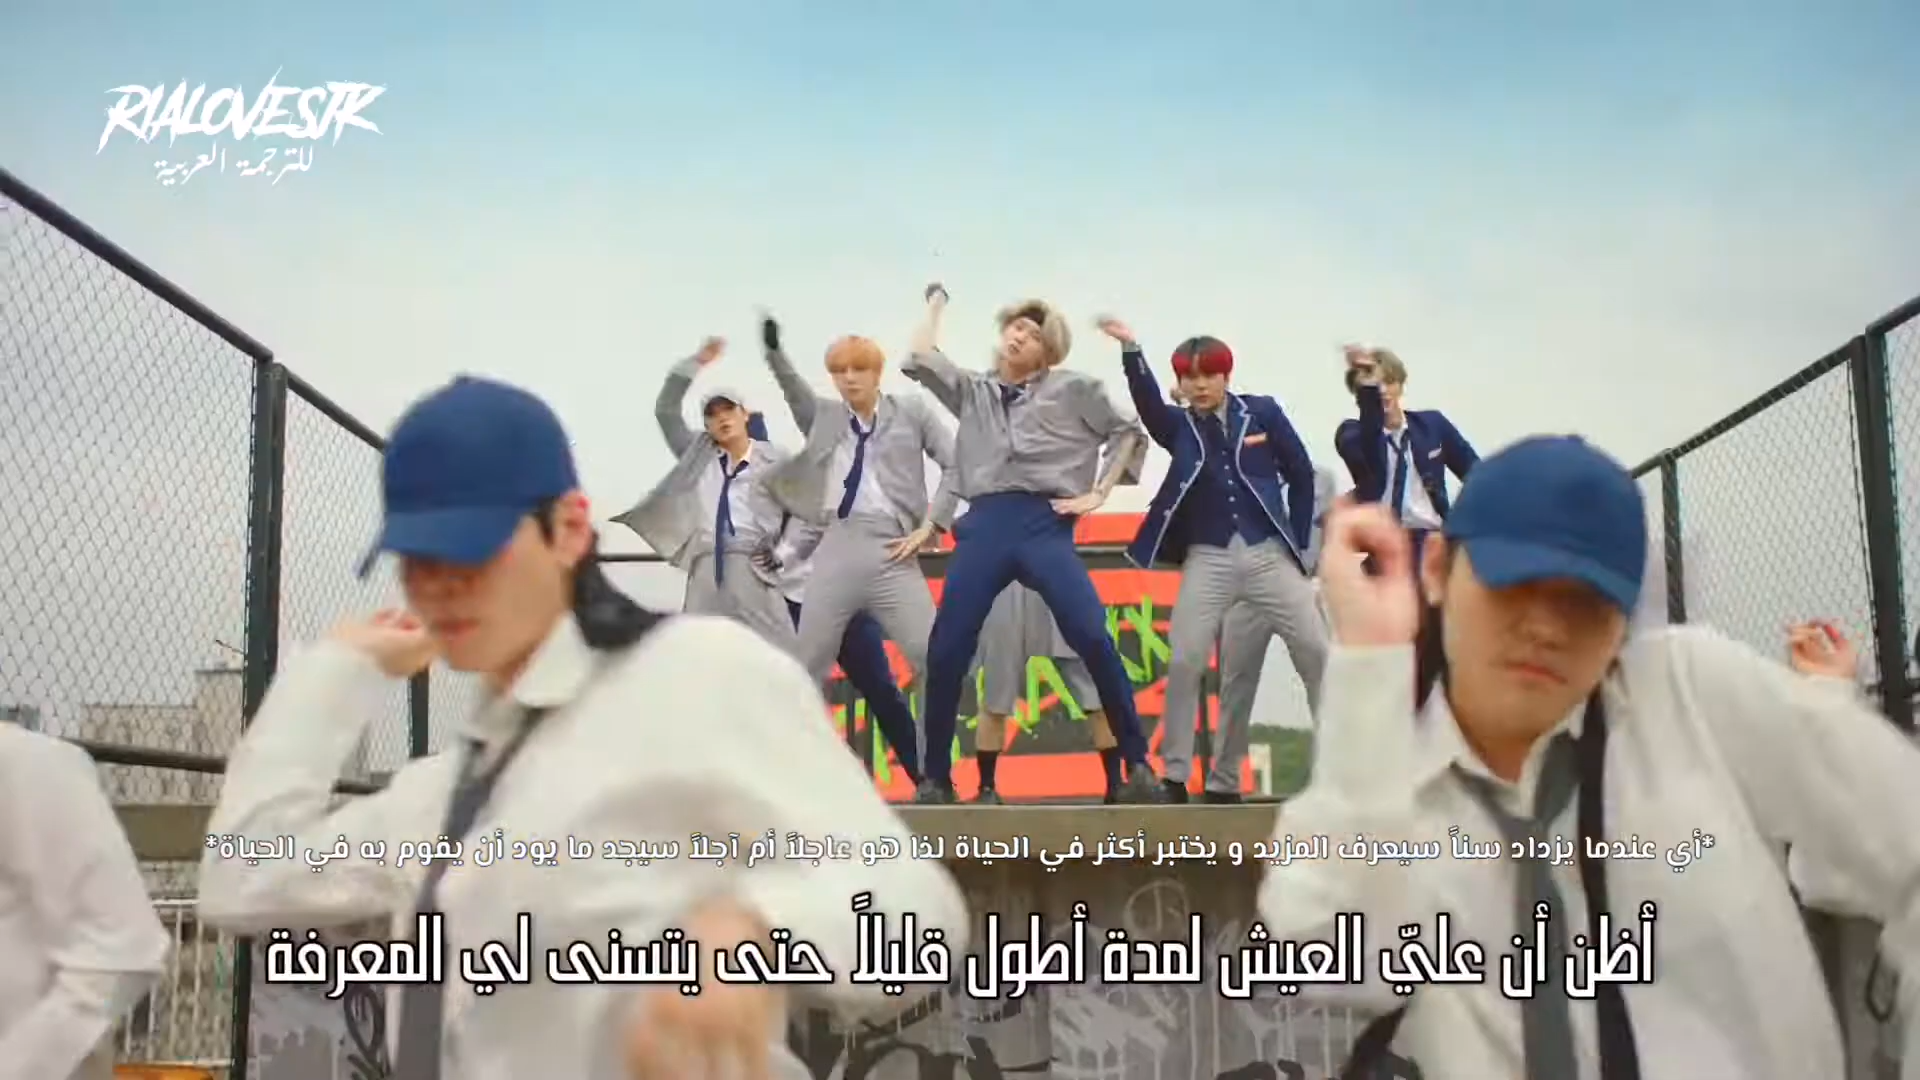 RIALOVESJK
للترجمة العربية
*أي عندما يزداد سناً سيعرف المزيد و يختبر أكثر في الحياة لذا هو عاجلاً أم آجلاً سيجد ما يود أن يقوم به في الحياة*
أظن أن عليّ العيش لمدة أطول قليلاً حتى يتسنى لي المعرفة